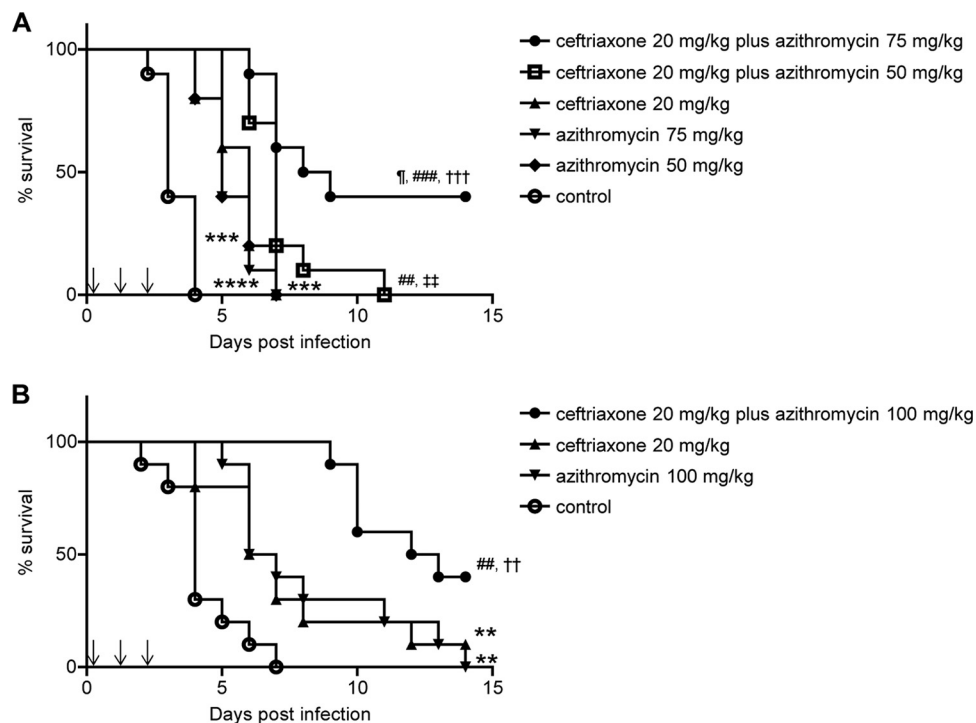 A
100
50
0
% survival
0
5
10
15
Days post infection
***
****
***
¶, ###, †††
##, ‡‡
ceftriaxone 20 mg/kg plus azithromycin 75 mg/kg
ceftriaxone 20 mg/kg plus azithromycin 50 mg/kg
ceftriaxone 20 mg/kg
azithromycin 75 mg/kg
azithromycin 50 mg/kg
control
B
100
50
0
% survival
0
5
10
15
Days post infection
##, ††
**
**
ceftriaxone 20 mg/kg plus azithromycin 100 mg/kg
ceftriaxone 20 mg/kg
azithromycin 100 mg/kg
control